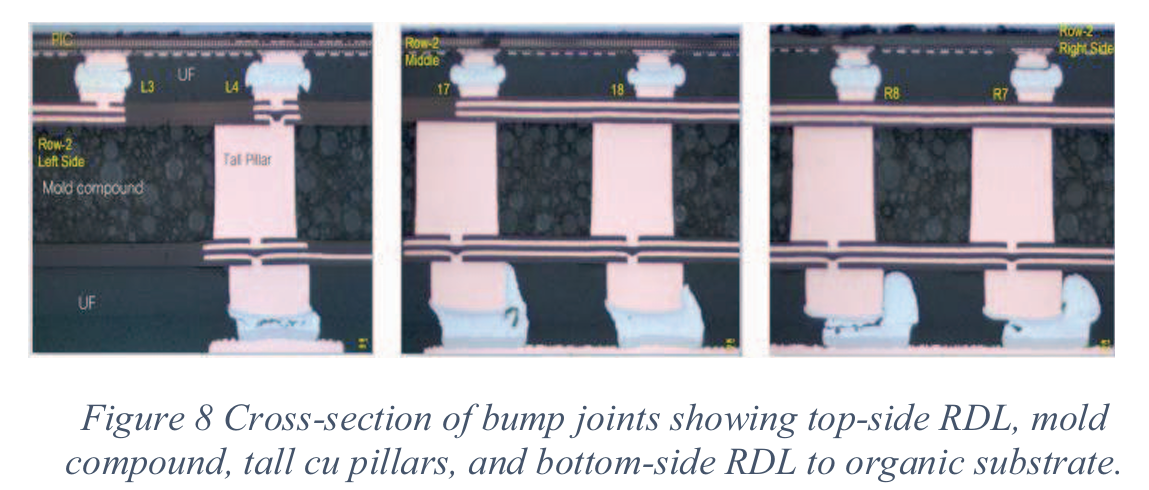 PIC
L3
UF
L4
Row-2
Left Side
Mold compound
Tall Pillar
UF
Row-2
Middle
17
18
Row-2
Right Side
R8
R7
Figure 8 Cross-section of bump joints showing top-side RDL, mold
compound, tall cu pillars, and bottom-side RDL to organic substrate.